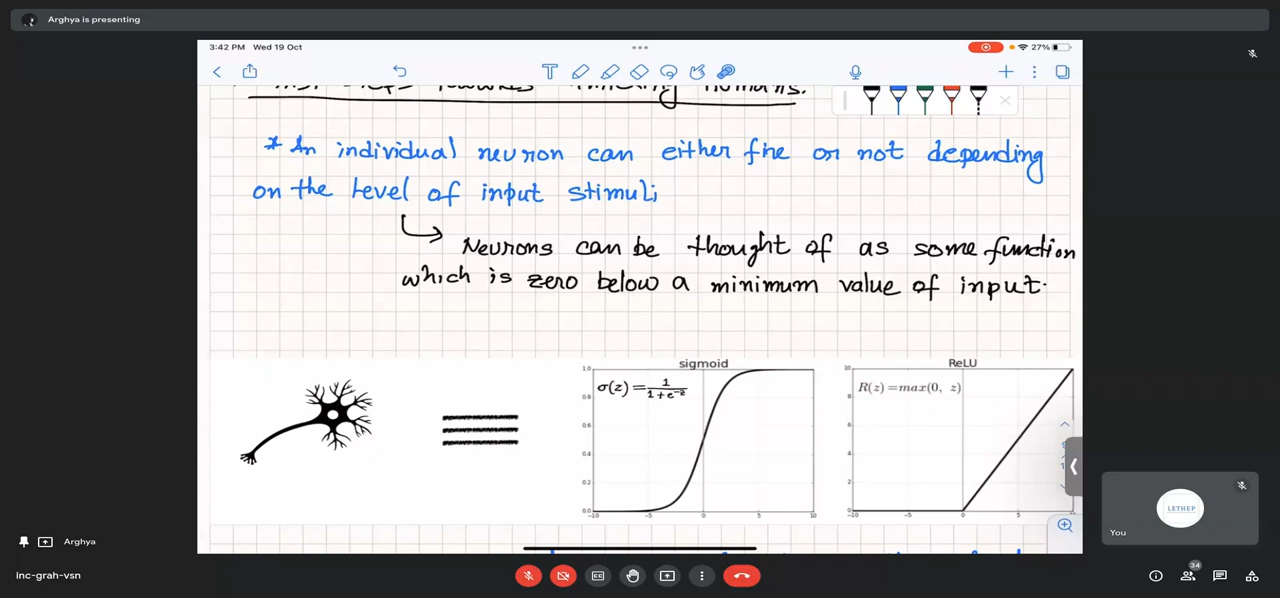 Arghya is presenting
3:42 PM Wed 19 Oct
27%
humans.
* An individual neuron can either fire or not depending
on the level of input stimuli
Neurons can be thought of as some function
which is zero below a minimum value of input.
sigmoid
σ(z) = 1 / 1 + e^-z
1.0
0.8
0.6
0.4
0.2
0.0
-10 -5 0 5 10
ReLU
R(z) = max(0, z)
10
8
6
4
2
0
-10 -5 0 5
LETHEP
You
Arghya
lnc-grah-vsn
34